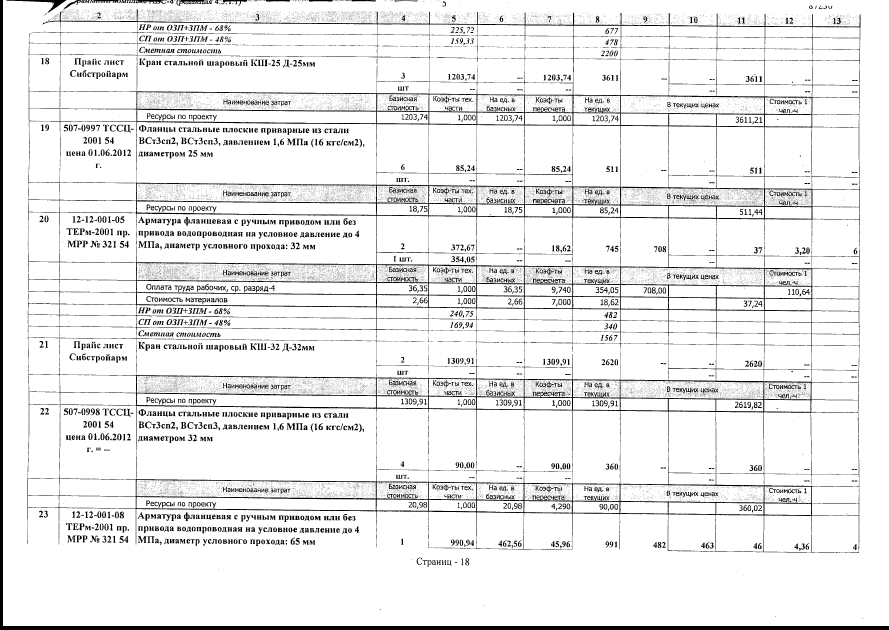 5
2 3 4 5 6 7 8 9 10 11 12 13
НР от ОЗП+ЗПМ - 68% 225,72 677
СП от ОЗП+ЗПМ - 48% 159,33 478
Сметная стоимость 2200
18 Прайс лист Сибстройарм Кран стальной шаровый КШ-25 Д-25мм
3 1203,74 -- 1203,74 3611 -- -- 3611 -- --
шт -- -- -- -- --
Наименование затрат Базисная стоимость Коэф-ты тех. части На ед. в базисных Коэф-ты пересчета На ед. в текущих В текущих ценах Стоимость 1 чел.-ч
Ресурсы по проекту 1203,74 1,000 1203,74 1,000 1203,74 3611,21
19 507-0997 ТССЦ-2001 54 цена 01.06.2012 г. Фланцы стальные плоские приварные из стали
ВСт3сп2, ВСт3сп3, давлением 1,6 МПа (16 кгс/см2),
диаметром 25 мм
6 85,24 -- 85,24 511 -- -- 511 -- --
шт. -- -- -- -- --
Наименование затрат Базисная стоимость Коэф-ты тех. части На ед. в базисных Коэф-ты пересчета На ед. в текущих В текущих ценах Стоимость 1 чел.-ч
Ресурсы по проекту 18,75 1,000 18,75 1,000 85,24 511,44
20 12-12-001-05 ТЕРм-2001 пр. МРР № 321 54 Арматура фланцевая с ручным приводом или без
привода водопроводная на условное давление до 4
МПа, диаметр условного прохода: 32 мм
2 372,67 -- 18,62 745 708 -- 37 3,20 6
1 шт. 354,05 -- -- -- -- --
Наименование затрат Базисная стоимость Коэф-ты тех. части На ед. в базисных Коэф-ты пересчета На ед. в текущих В текущих ценах Стоимость 1 чел.-ч
Оплата труда рабочих, ср. разряд-4 36,35 1,000 36,35 9,740 354,05 708,00 110,64
Стоимость материалов 2,66 1,000 2,66 7,000 18,62 37,24
НР от ОЗП+ЗПМ - 68% 240,75 482
СП от ОЗП+ЗПМ - 48% 169,94 340
Сметная стоимость 1567
21 Прайс лист Сибстройарм Кран стальной шаровый КШ-32 Д-32мм
2 1309,91 -- 1309,91 2620 -- -- 2620 -- --
шт -- -- -- -- --
Наименование затрат Базисная стоимость Коэф-ты тех. части На ед. в базисных Коэф-ты пересчета На ед. в текущих В текущих ценах Стоимость 1 чел.-ч
Ресурсы по проекту 1309,91 1,000 1309,91 1,000 1309,91 2619,82
22 507-0998 ТССЦ-2001 54 цена 01.06.2012 г. = -- Фланцы стальные плоские приварные из стали
ВСт3сп2, ВСт3сп3, давлением 1,6 МПа (16 кгс/см2),
диаметром 32 мм
4 90,00 -- 90,00 360 -- -- 360 -- --
шт. -- -- -- -- --
Наименование затрат Базисная стоимость Коэф-ты тех. части На ед. в базисных Коэф-ты пересчета На ед. в текущих В текущих ценах Стоимость 1 чел.-ч
Ресурсы по проекту 20,98 1,000 20,98 4,290 90,00 360,02
23 12-12-001-08 ТЕРм-2001 пр. МРР № 321 54 Арматура фланцевая с ручным приводом или без
привода водопроводная на условное давление до 4
МПа, диаметр условного прохода: 65 мм
1 990,94 462,56 45,96 991 482 463 46 4,36 4
Страниц - 18